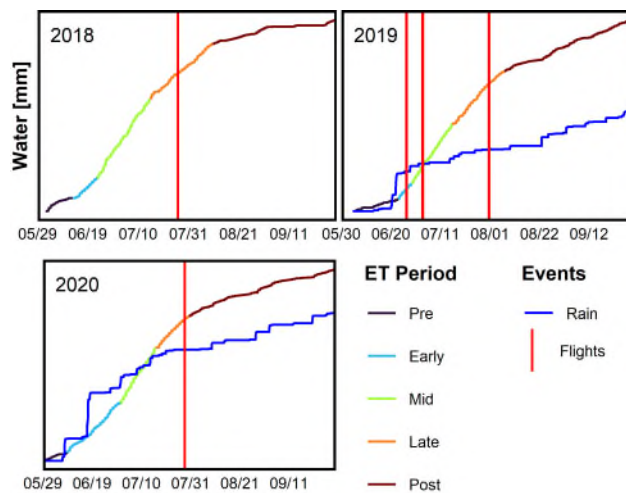 2018
2019
Water [mm]
05/29 06/19 07/10 07/31 08/21 09/11
05/30 06/20 07/11 08/01 08/22 09/12
2020
05/29 06/19 07/10 07/31 08/21 09/11
ET Period
Pre
Early
Mid
Late
Post
Events
Rain
Flights